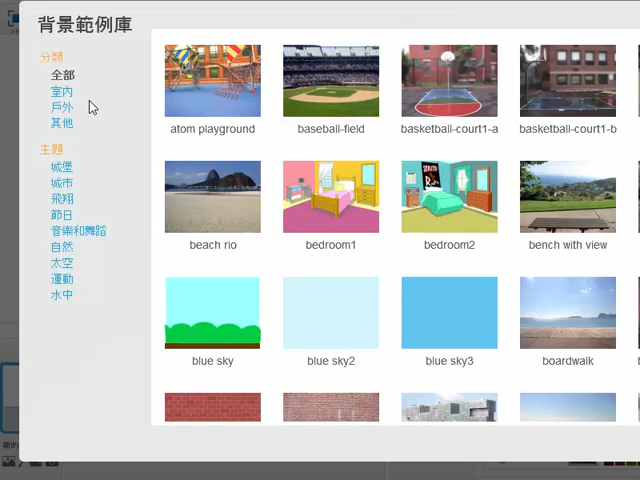 背景範例庫
分類
全部
室內
戶外
其他
主題
城堡
城市
飛翔
節日
音樂和舞蹈
自然
太空
運動
水中
atom playground
baseball-field
basketball-court1-a
basketball-court1-b
beach rio
bedroom1
bedroom2
bench with view
blue sky
blue sky2
blue sky3
boardwalk